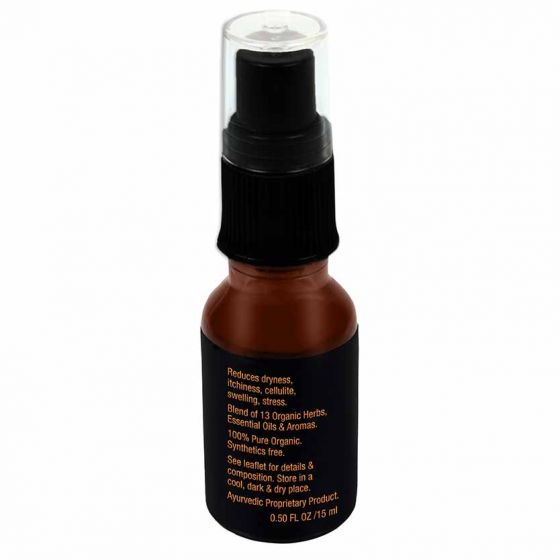 Reduces dryness,
itchiness, cellulite,
swelling, stress.
Blend of 13 Organic Herbs,
Essential Oils & Aromas.
100% Pure Organic.
Synthetics free.
See leaflet for details &
composition. Store in a
cool, dark & dry place.
Ayurvedic Proprietary Product.
0.50 FL OZ /15 ml